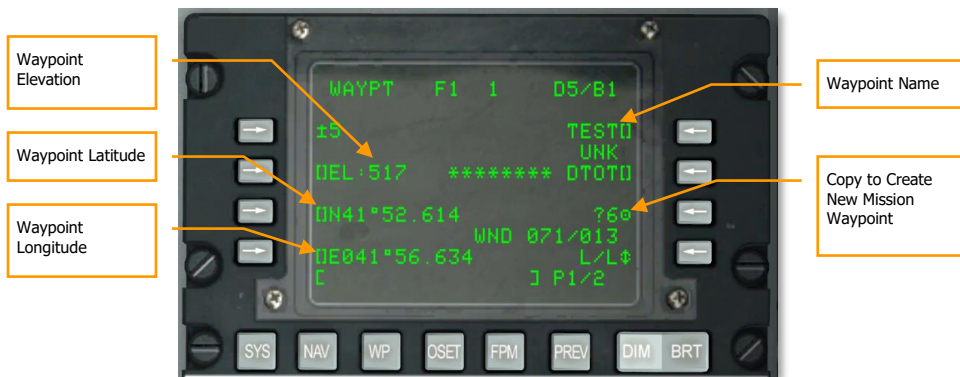 Waypoint
Elevation
Waypoint Latitude
Waypoint
Longitude
WAYPT F1 1 D5/B1
±5 TEST[]
UNK
[]EL:517 ******** DTOT[]
[]N41°52.614 ?6⊙
WND 071/013
[]E041°56.634 L/L↕
[ ] P1/2
SYS NAV WP OSET FPM PREV DIM BRT
Waypoint Name
Copy to Create
New Mission
Waypoint